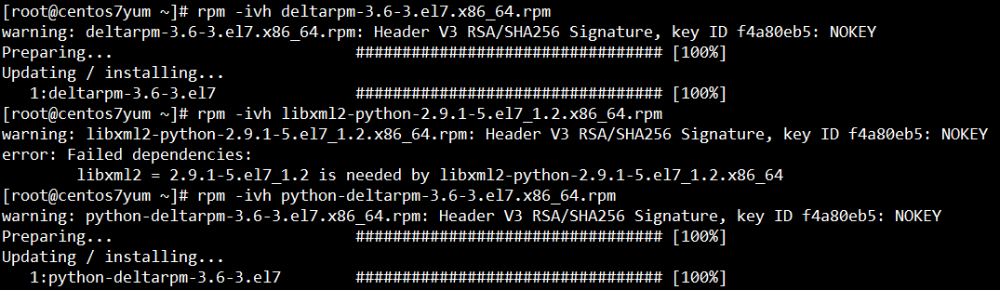 [root@centos7yum ~]# rpm -ivh deltarpm-3.6-3.el7.x86_64.rpm
warning: deltarpm-3.6-3.el7.x86_64.rpm: Header V3 RSA/SHA256 Signature, key ID f4a80eb5: NOKEY
Preparing...                          ################################# [100%]
Updating / installing...
   1:deltarpm-3.6-3.el7               ################################# [100%]
[root@centos7yum ~]# rpm -ivh libxml2-python-2.9.1-5.el7_1.2.x86_64.rpm
warning: libxml2-python-2.9.1-5.el7_1.2.x86_64.rpm: Header V3 RSA/SHA256 Signature, key ID f4a80eb5: NOKEY
error: Failed dependencies:
        libxml2 = 2.9.1-5.el7_1.2 is needed by libxml2-python-2.9.1-5.el7_1.2.x86_64
[root@centos7yum ~]# rpm -ivh python-deltarpm-3.6-3.el7.x86_64.rpm
warning: python-deltarpm-3.6-3.el7.x86_64.rpm: Header V3 RSA/SHA256 Signature, key ID f4a80eb5: NOKEY
Preparing...                          ################################# [100%]
Updating / installing...
   1:python-deltarpm-3.6-3.el7        ################################# [100%]